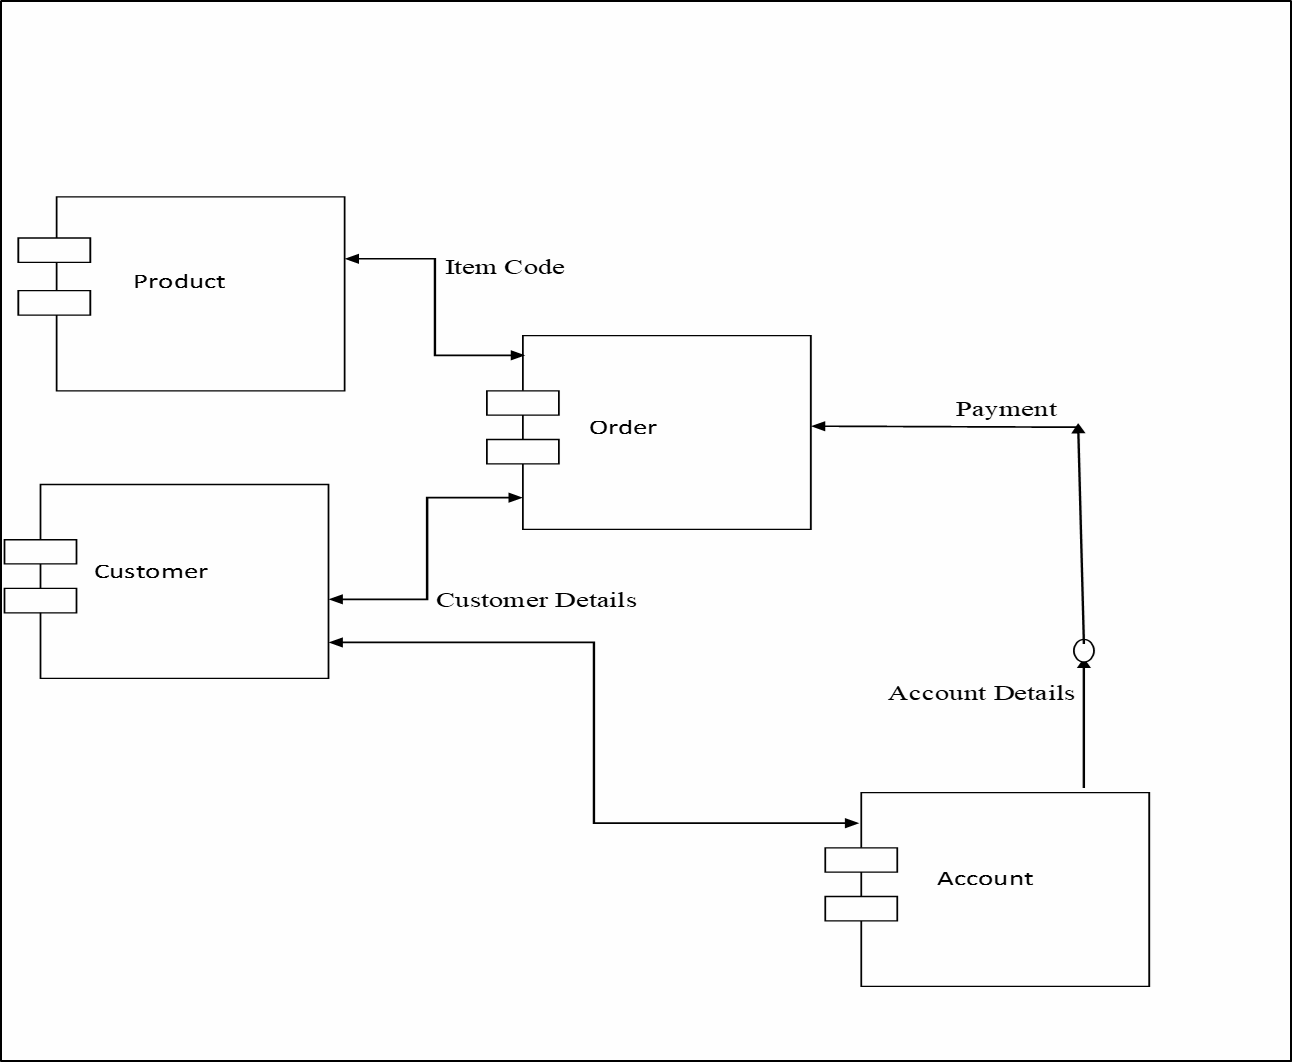 Product
Item Code
Order
Payment
Customer
Customer Details
Account Details
Account